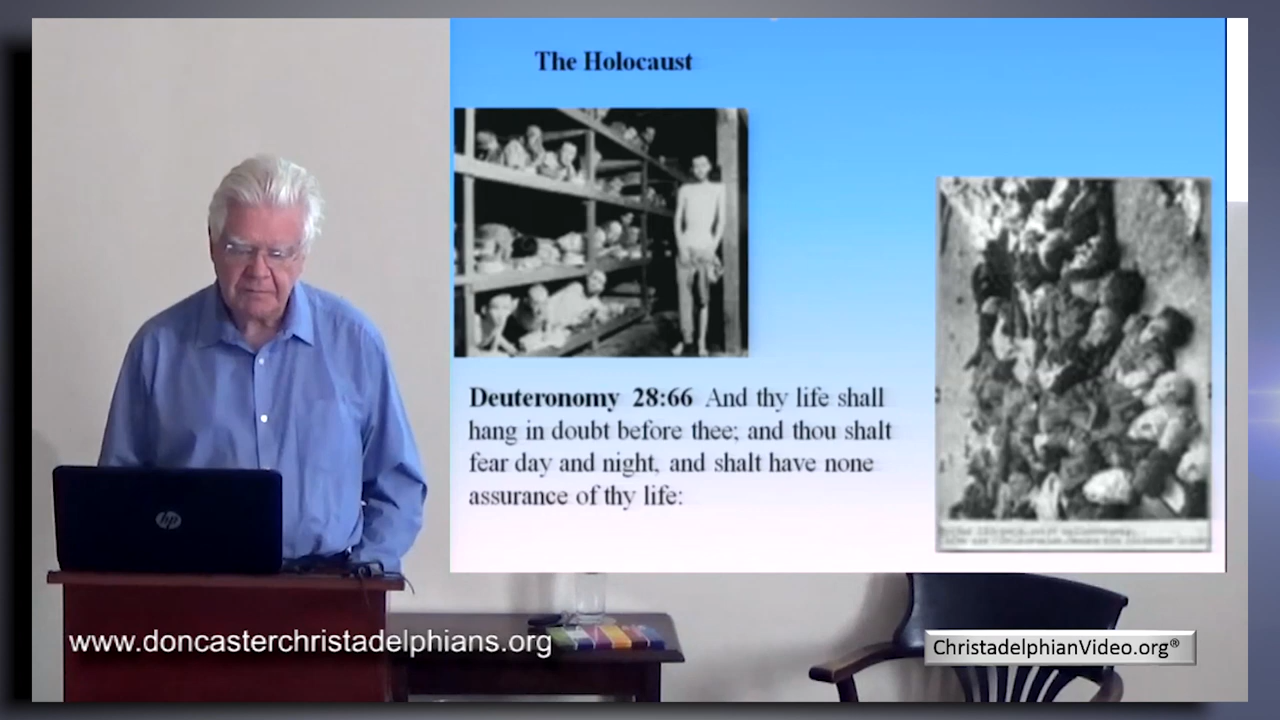 The Holocaust
Deuteronomy 28:66 And thy life shall
hang in doubt before thee; and thou shalt
fear day and night, and shalt have none
assurance of thy life:
hp
www.doncasterchristadelphians.org
ChristadelphianVideo.org®